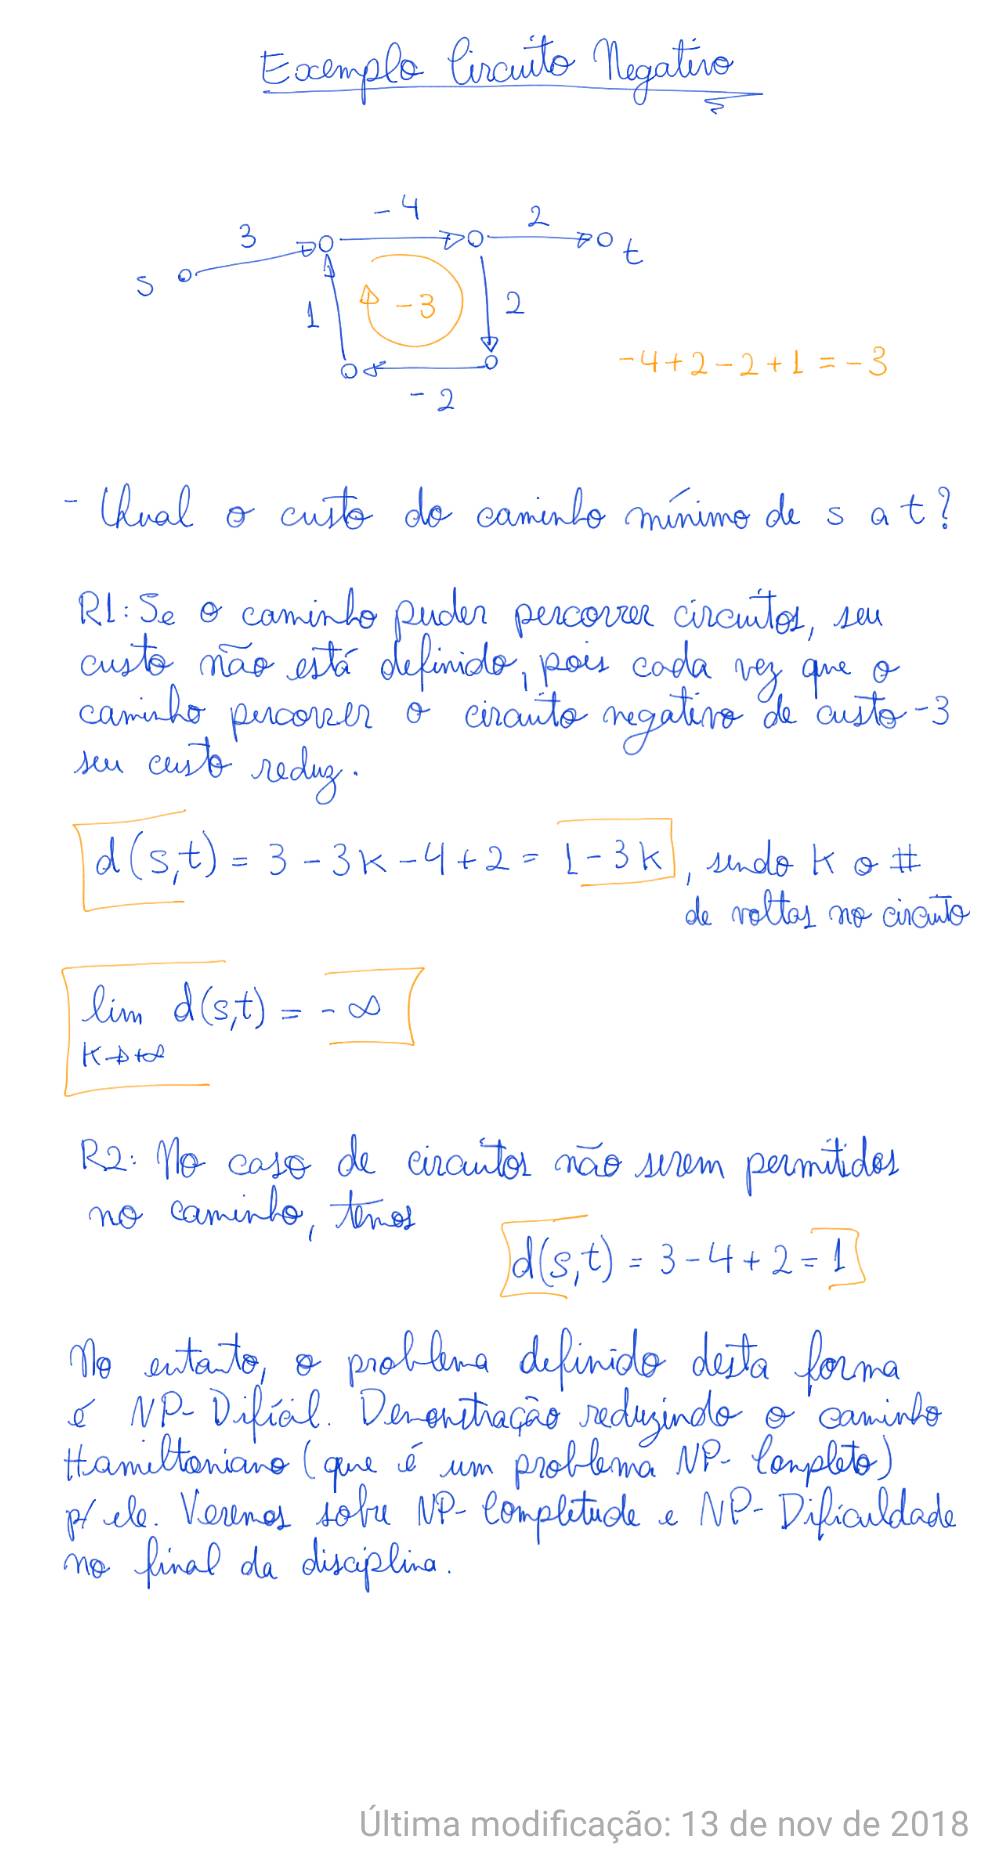 Exemplo Circuito Negativo
3
-4
2
s
t
1
-3
2
-4+2-2+1=-3
-2
- Qual o custo do caminho mínimo de s a t?
R1: Se o caminho puder percorrer circuitos, seu
custo não está definido, pois cada vez que o
caminho percorrer o circuito negativo de custo -3
seu custo reduz.
d(s,t) = 3-3k-4+2 = 1-3k, sendo k o #
de voltas no circuito
lim d(s,t) = -∞
k→+∞
R2: No caso de circuitos não serem permitidos
no caminho, temos
d(s,t) = 3-4+2=1
No entanto, o problema definido desta forma
é NP-Difícil. Demonstração reduzindo o caminho
Hamiltoniano (que é um problema NP-Completo)
p/ ele. Veremos sobre NP-Completude e NP-Dificuldade
no final da disciplina.
Última modificação: 13 de nov de 2018